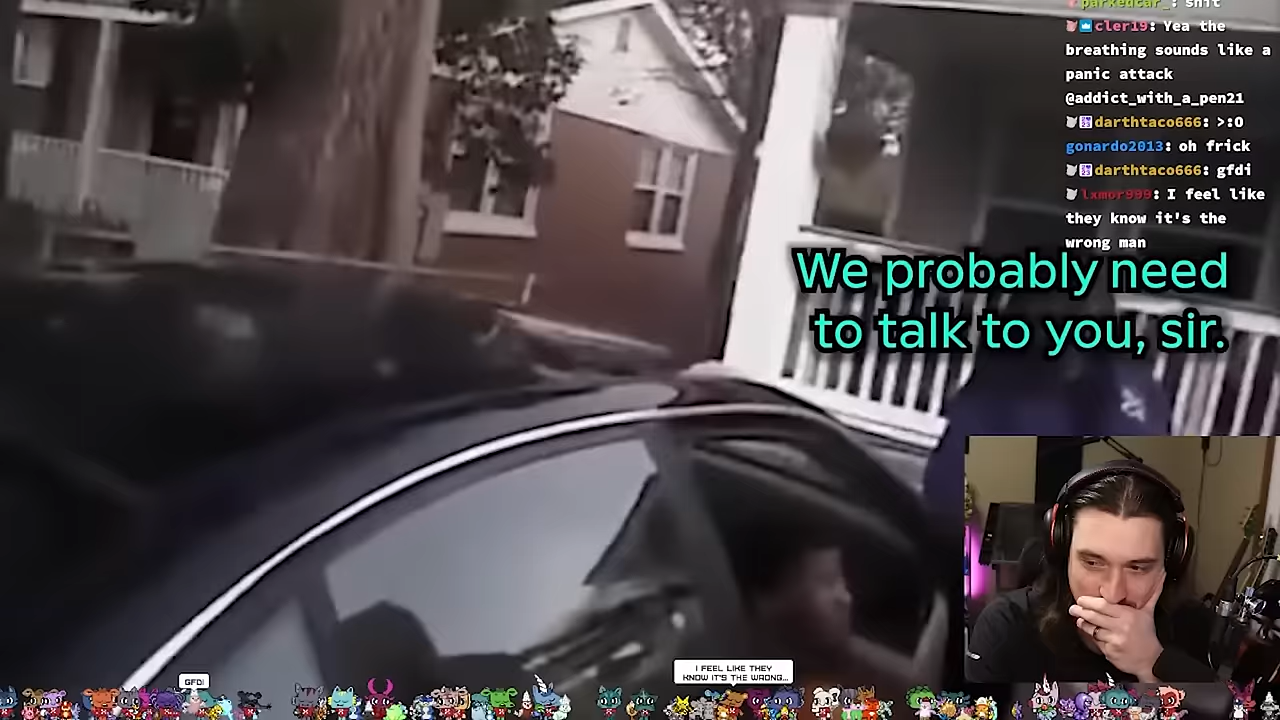 parkedcar_: shit
cler19: Yea the
breathing sounds like a
panic attack
@addict_with_a_pen21
darthtaco666: >:O
gonardo2013: oh frick
darthtaco666: gfdi
lxmor999: I feel like
they know it's the
wrong man
We probably need
to talk to you, sir.
GFDI
I FEEL LIKE THEY
KNOW IT'S THE WRONG...